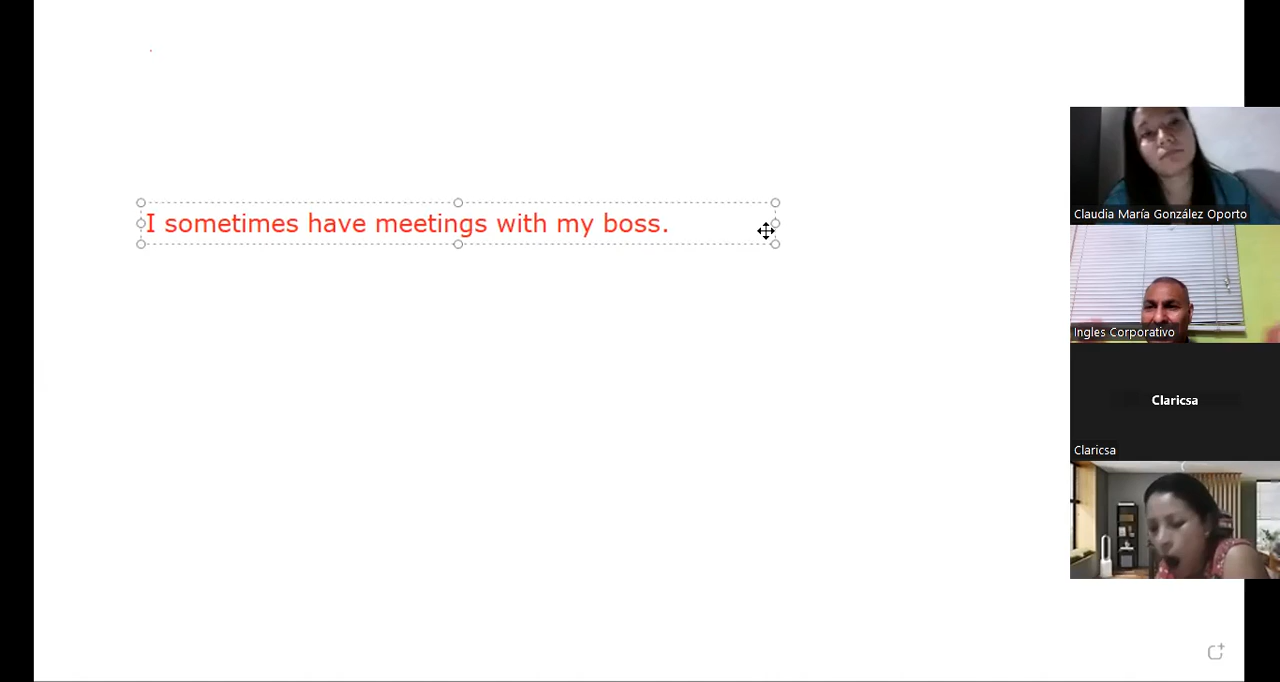 I sometimes have meetings with my boss.
Claudia María González Oporto
Ingles Corporativo
Claricsa
Claricsa